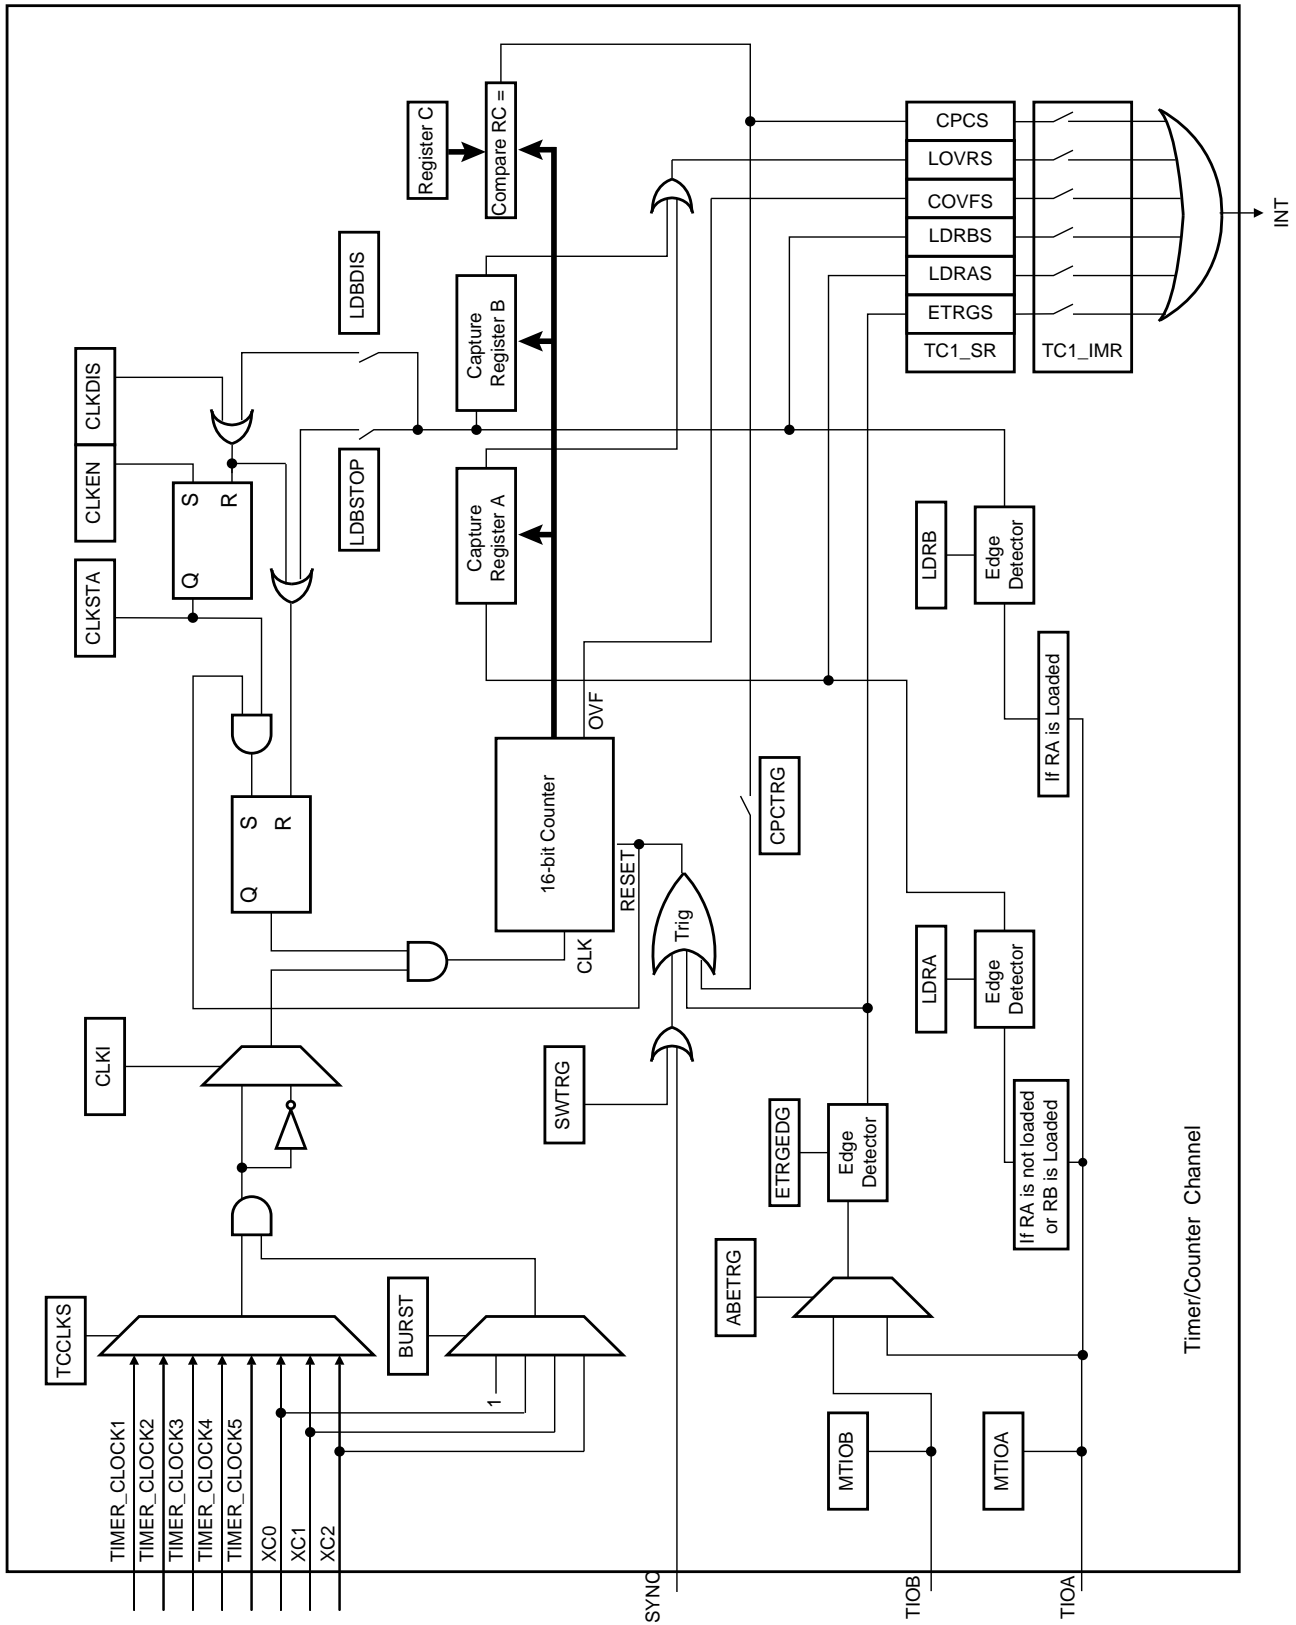 TCCLKS
TIMER_CLOCK1
TIMER_CLOCK2
TIMER_CLOCK3
TIMER_CLOCK4
TIMER_CLOCK5
XC0
XC1
XC2
BURST
1
CLKI
CLKSTA
CLKEN
CLKDIS
Q
S
R
Q
S
R
LDBSTOP
LDBDIS
Register C
Capture
Register A
Capture
Register B
Compare RC =
16-bit Counter
CLK
RESET
OVF
SWTRG
Trig
CPCTRG
SYNC
ABETRG
ETRGEDG
Edge
Detector
MTIOB
TIOB
MTIOA
TIOA
LDRA
Edge
Detector
If RA is not loaded
or RB is Loaded
LDRB
Edge
Detector
If RA is Loaded
CPCS
LOVRS
COVFS
LDRBS
LDRAS
ETRGS
TC1_SR
TC1_IMR
INT
Timer/Counter Channel